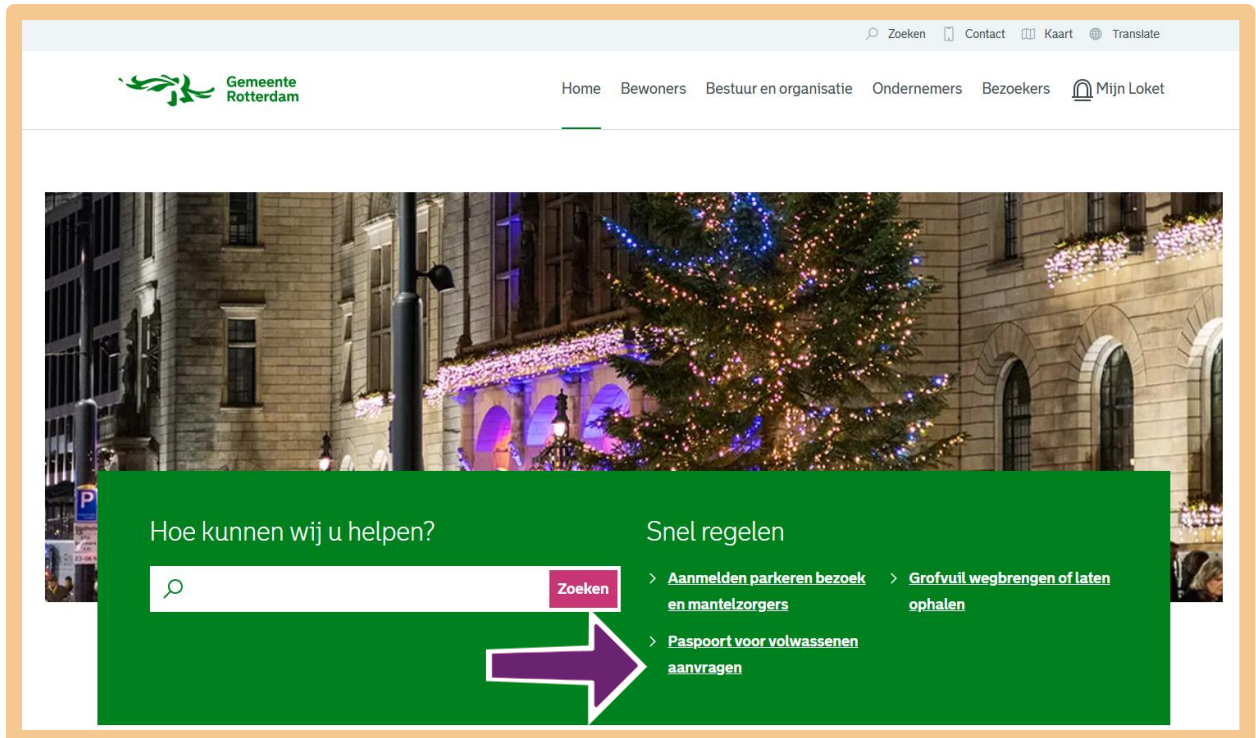 Zoeken Contact Kaart Translate
Gemeente
Rotterdam
Home Bewoners Bestuur en organisatie Ondernemers Bezoekers Mijn Loket
P
Hoe kunnen wij u helpen?
Zoeken
Snel regelen
Aanmelden parkeren bezoek
en mantelzorgers
Paspoort voor volwassenen
aanvragen
Grofvuil wegbrengen of laten
ophalen